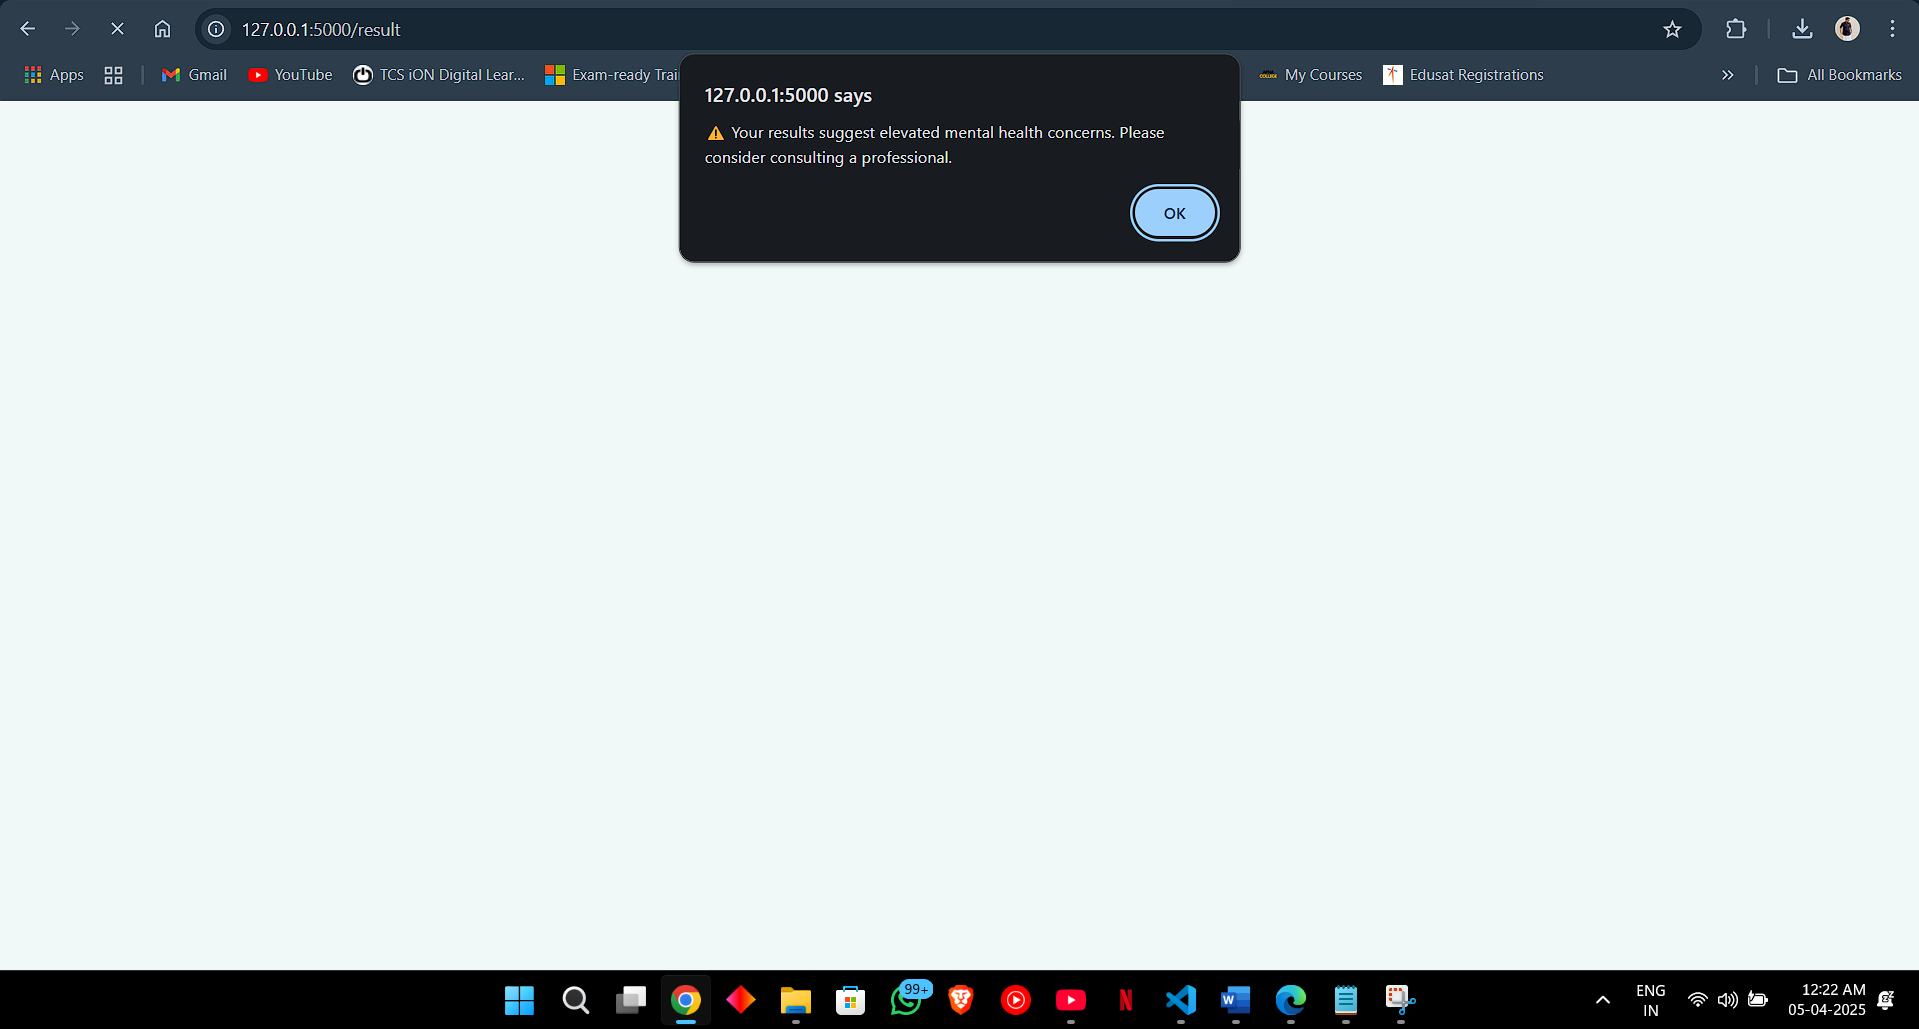 127.0.0.1:5000/result
Apps Gmail YouTube TCS iON Digital Lear... Exam-ready Trai My Courses Edusat Registrations » All Bookmarks
127.0.0.1:5000 says
⚠ Your results suggest elevated mental health concerns. Please
consider consulting a professional.
OK
99+
ENG
IN
12:22 AM
05-04-2025